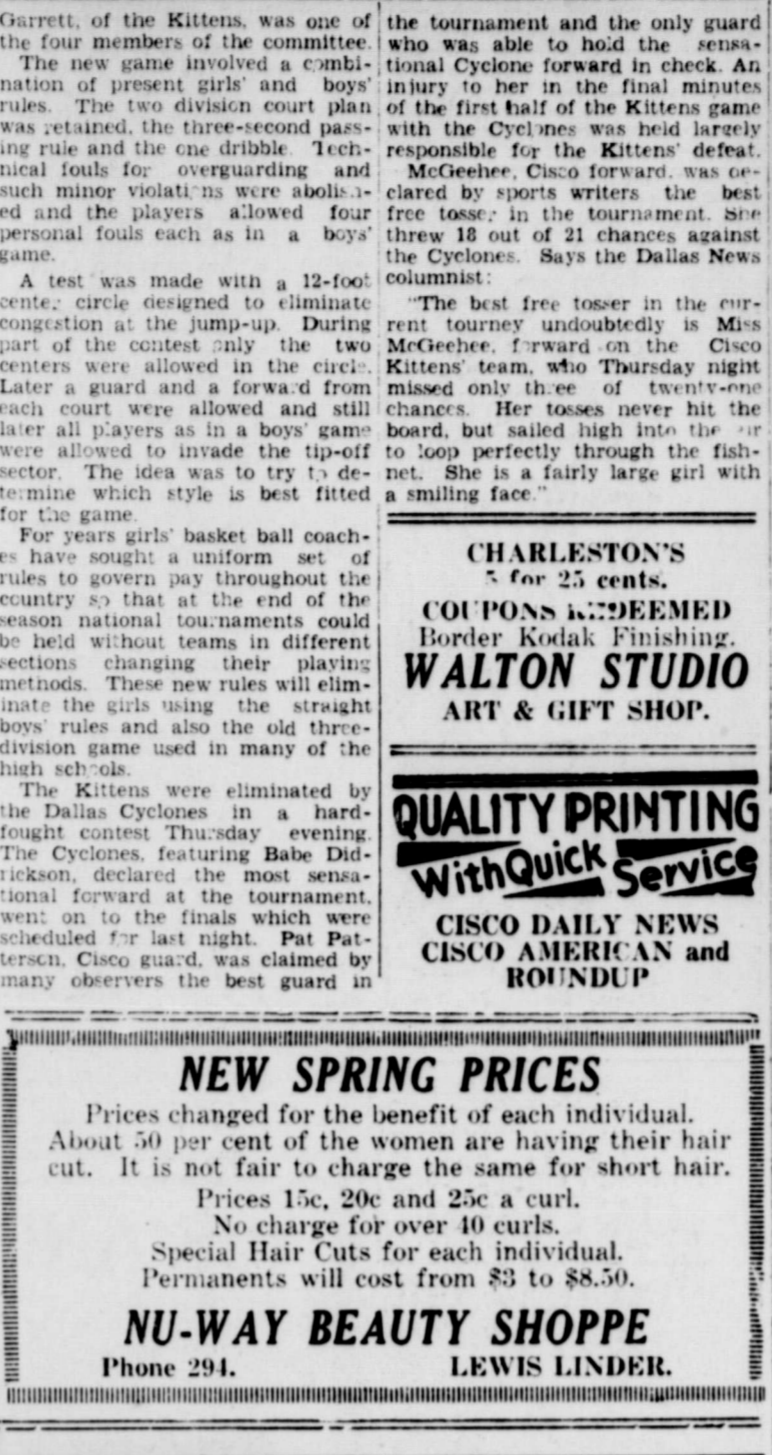 Garrett, of the Kittens, was one of
the four members of the committee.
The new game involved a combi-
nation of present girls' and boys'
rules. The two division court plan
was retained, the three-second pass-
ing rule and the one dribble. Tech-
nical fouls for overguarding and
such minor violations were abolish-
ed and the players allowed four
personal fouls each as in a boys'
game.
A test was made with a 12-foot
center circle designed to eliminate
congestion at the jump-up. During
part of the contest only the two
centers were allowed in the circle.
Later a guard and a forward from
each court were allowed and still
later all players as in a boys' game
were allowed to invade the tip-off
sector. The idea was to try to de-
termine which style is best fitted
for the game.
For years girls' basket ball coach-
es have sought a uniform set of
rules to govern pay throughout the
country so that at the end of the
season national tournaments could
be held without teams in different
sections changing their playing
methods. These new rules will elim-
inate the girls using the straight
boys' rules and also the old three-
division game used in many of the
high schools.
The Kittens were eliminated by
the Dallas Cyclones in a hard-
fought contest Thursday evening.
The Cyclones, featuring Babe Did-
rickson, declared the most sensa-
tional forward at the tournament,
went on to the finals which were
scheduled for last night. Pat Pat-
terson, Cisco guard, was claimed by
many observers the best guard in
the tournament and the only guard
who was able to hold the sensa-
tional Cyclone forward in check. An
injury to her in the final minutes
of the first half of the Kittens game
with the Cyclones was held largely
responsible for the Kittens' defeat.
McGeehee, Cisco forward, was de-
clared by sports writers the best
free tosser in the tournament. She
threw 18 out of 21 chances against
the Cyclones. Says the Dallas News
columnist:
"The best free tosser in the cur-
rent tourney undoubtedly is Miss
McGeehee, forward on the Cisco
Kittens' team, who Thursday night
missed only three of twenty-one
chances. Her tosses never hit the
board, but sailed high into the air
to loop perfectly through the fish-
net. She is a fairly large girl with
a smiling face."
CHARLESTON'S
for 25 cents.
COUPONS REDEEMED
Border Kodak Finishing.
WALTON STUDIO
ART & GIFT SHOP.
QUALITY PRINTING
With Quick Service
CISCO DAILY NEWS
CISCO AMERICAN and
ROUNDUP
NEW SPRING PRICES
Prices changed for the benefit of each individual.
About 50 per cent of the women are having their hair
cut. It is not fair to charge the same for short hair.
Prices 15c, 20c and 25c a curl.
No charge for over 40 curls.
Special Hair Cuts for each individual.
Permanents will cost from $3 to $8.50.
NU-WAY BEAUTY SHOPPE
Phone 294. LEWIS LINDER.